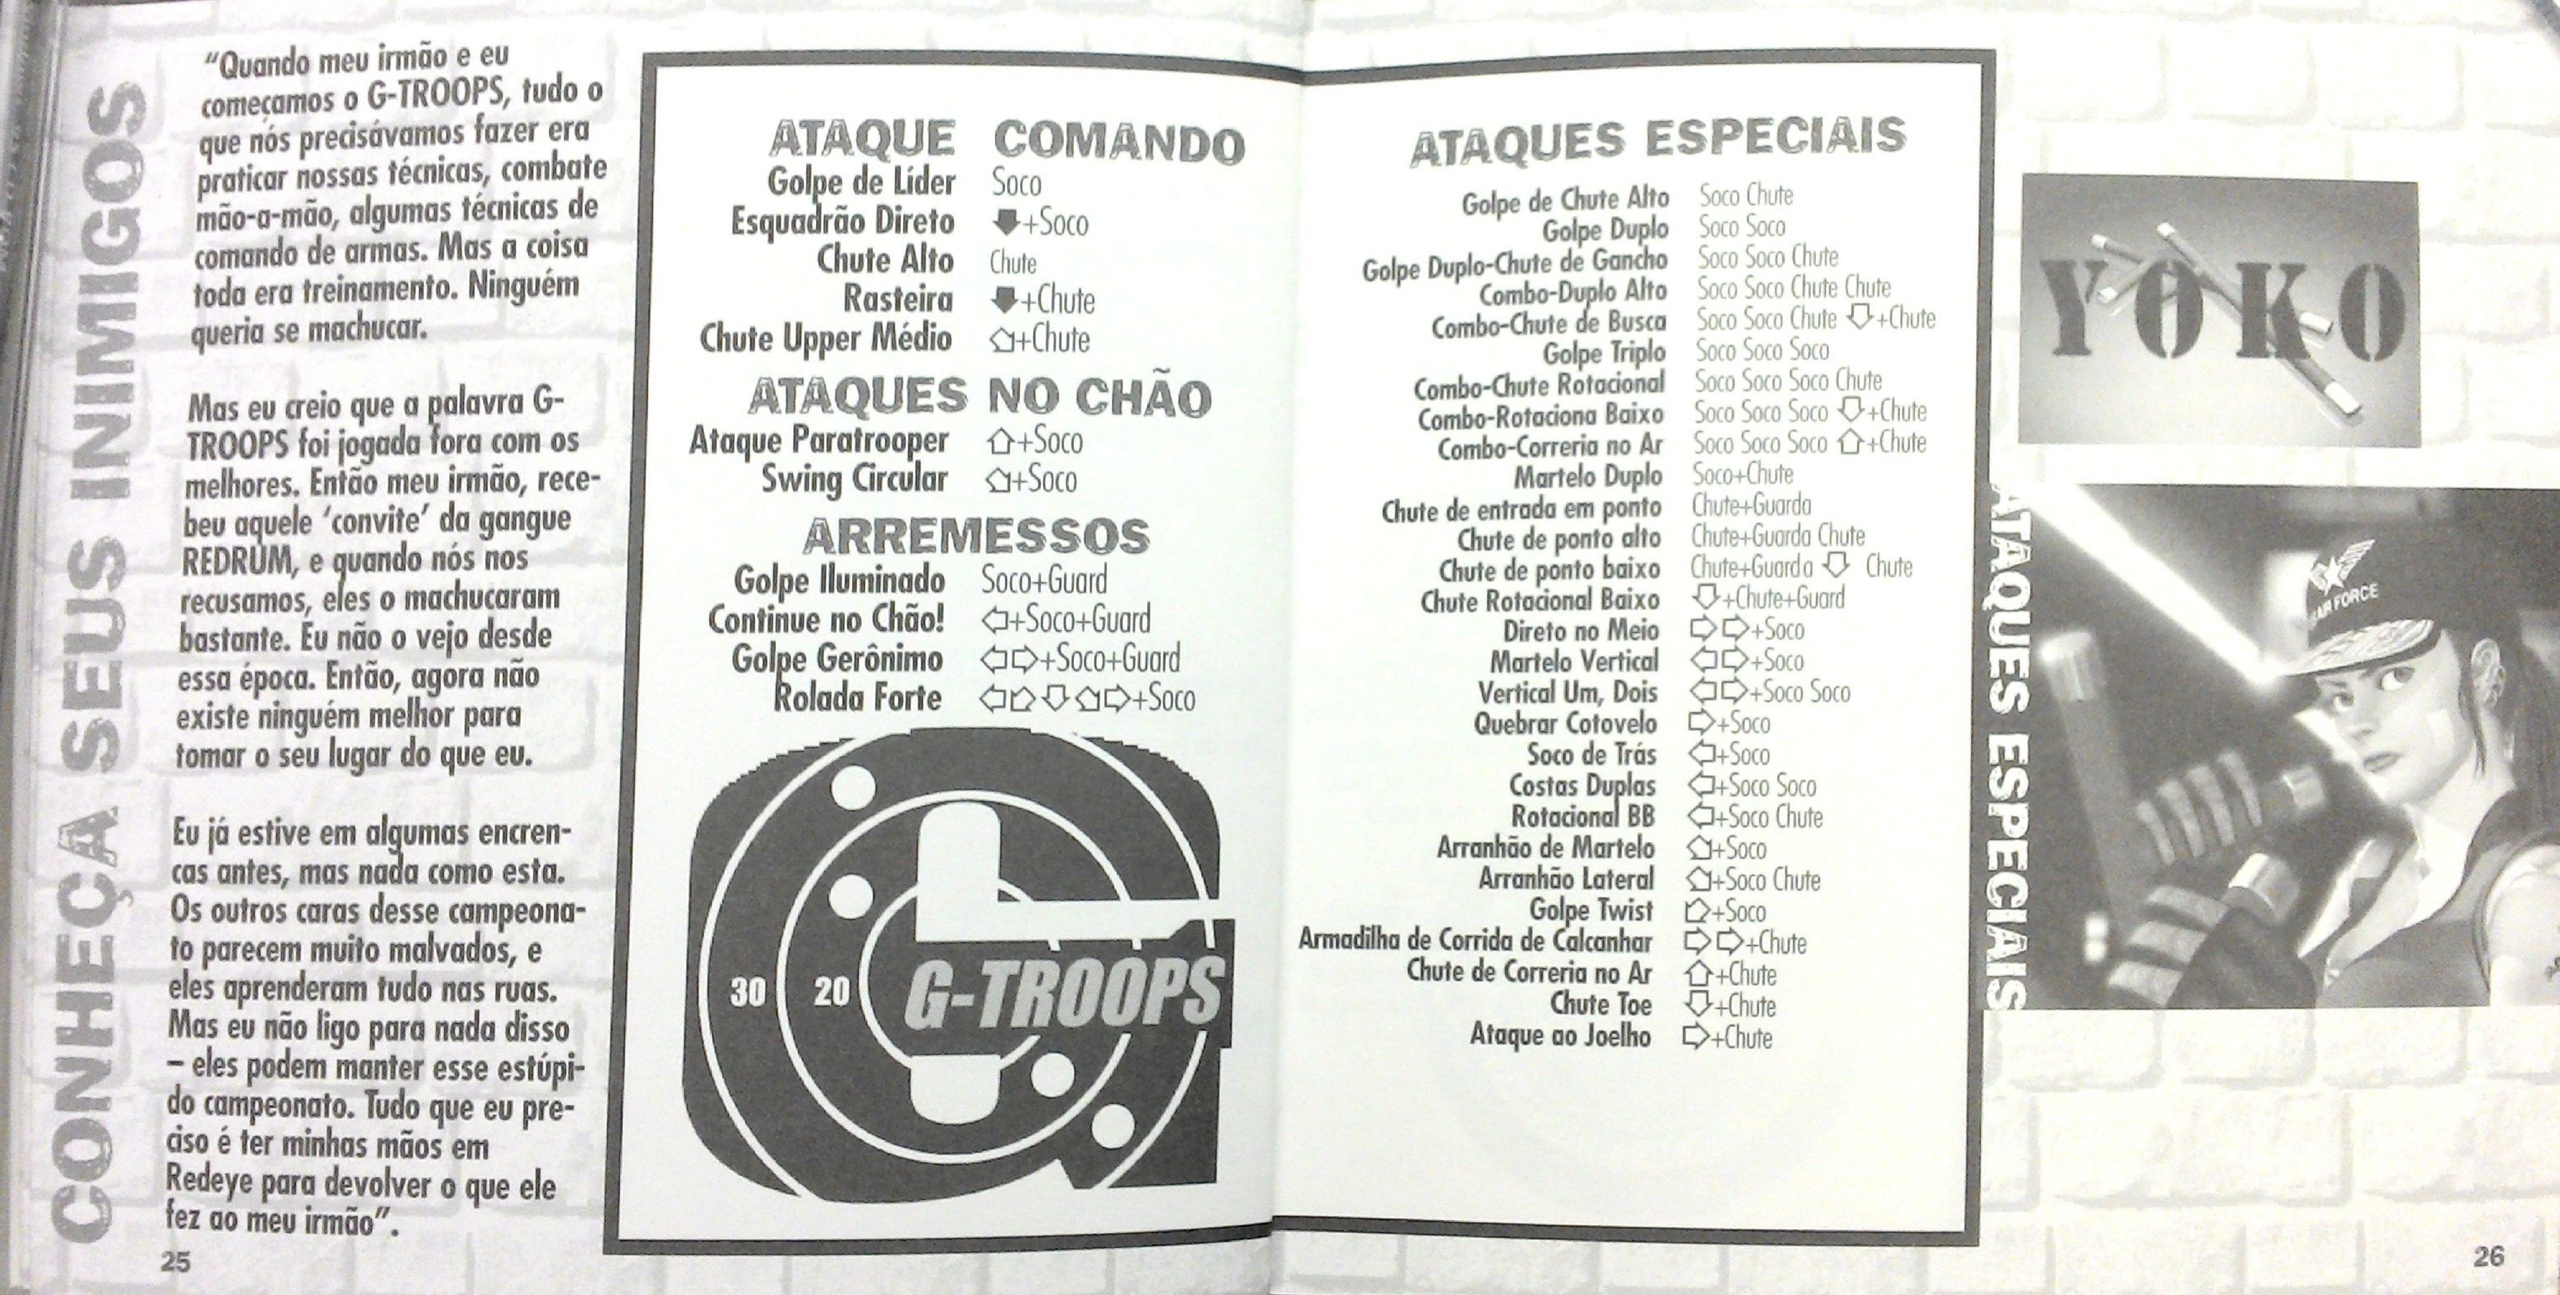 CONHEÇA SEUS INIMIGOS
“Quando meu irmão e eu
começamos o G-TROOPS, tudo o
que nós precisávamos fazer era
praticar nossas técnicas, combate
mão-a-mão, algumas técnicas de
comando de armas. Mas a coisa
toda era treinamento. Ninguém
queria se machucar.
Mas eu creio que a palavra G-
TROOPS foi jogada fora com os
melhores. Então meu irmão, rece-
beu aquele ‘convite’ da gangue
REDRUM, e quando nós nos
recusamos, eles o machucaram
bastante. Eu não o vejo desde
essa época. Então, agora não
existe ninguém melhor para
tomar o seu lugar do que eu.
Eu já estive em algumas encren-
cas antes, mas nada como esta.
Os outros caras desse campeona-
to parecem muito malvados, e
eles aprenderam tudo nas ruas.
Mas eu não ligo para nada disso
– eles podem manter esse estúpi-
do campeonato. Tudo que eu pre-
ciso é ter minhas mãos em
Redeye para devolver o que ele
fez ao meu irmão”.
25
ATAQUE COMANDO
Golpe de Líder Soco
Esquadrão Direto ⬇+Soco
Chute Alto Chute
Rasteira ⬇+Chute
Chute Upper Médio ⬁+Chute
ATAQUES NO CHÃO
Ataque Paratrooper ⇧+Soco
Swing Circular ⬁+Soco
ARREMESSOS
Golpe Iluminado Soco+Guard
Continue no Chão! ⇦+Soco+Guard
Golpe Gerônimo ⇦⇨+Soco+Guard
Rolada Forte ⇦⬃⇩⬂⇨+Soco
30 20 G-TROOPS
ATAQUES ESPECIAIS
Golpe de Chute Alto Soco Chute
Golpe Duplo Soco Soco
Golpe Duplo-Chute de Gancho Soco Soco Chute
Combo-Duplo Alto Soco Soco Chute Chute
Combo-Chute de Busca Soco Soco Chute ⇩+Chute
Golpe Triplo Soco Soco Soco
Combo-Chute Rotacional Soco Soco Soco Chute
Combo-Rotaciona Baixo Soco Soco Soco ⇩+Chute
Combo-Correria no Ar Soco Soco Soco ⇧+Chute
Martelo Duplo Soco+Chute
Chute de entrada em ponto Chute+Guarda
Chute de ponto alto Chute+Guarda Chute
Chute de ponto baixo Chute+Guarda ⇩ Chute
Chute Rotacional Baixo ⇩+Chute+Guard
Direto no Meio ⇨⇨+Soco
Martelo Vertical ⇦⇨+Soco
Vertical Um, Dois ⇦⇨+Soco Soco
Quebrar Cotovelo ⇨+Soco
Soco de Trás ⇦+Soco
Costas Duplas ⇦+Soco Soco
Rotacional BB ⇦+Soco Chute
Arranhão de Martelo ⬁+Soco
Arranhão Lateral ⬁+Soco Chute
Golpe Twist ⬀+Soco
Armadilha de Corrida de Calcanhar ⇨⇨+Chute
Chute de Correria no Ar ⇧+Chute
Chute Toe ⇩+Chute
Ataque ao Joelho ⇨+Chute
YOKO
ATAQUES ESPECIAIS
AIR FORCE
26